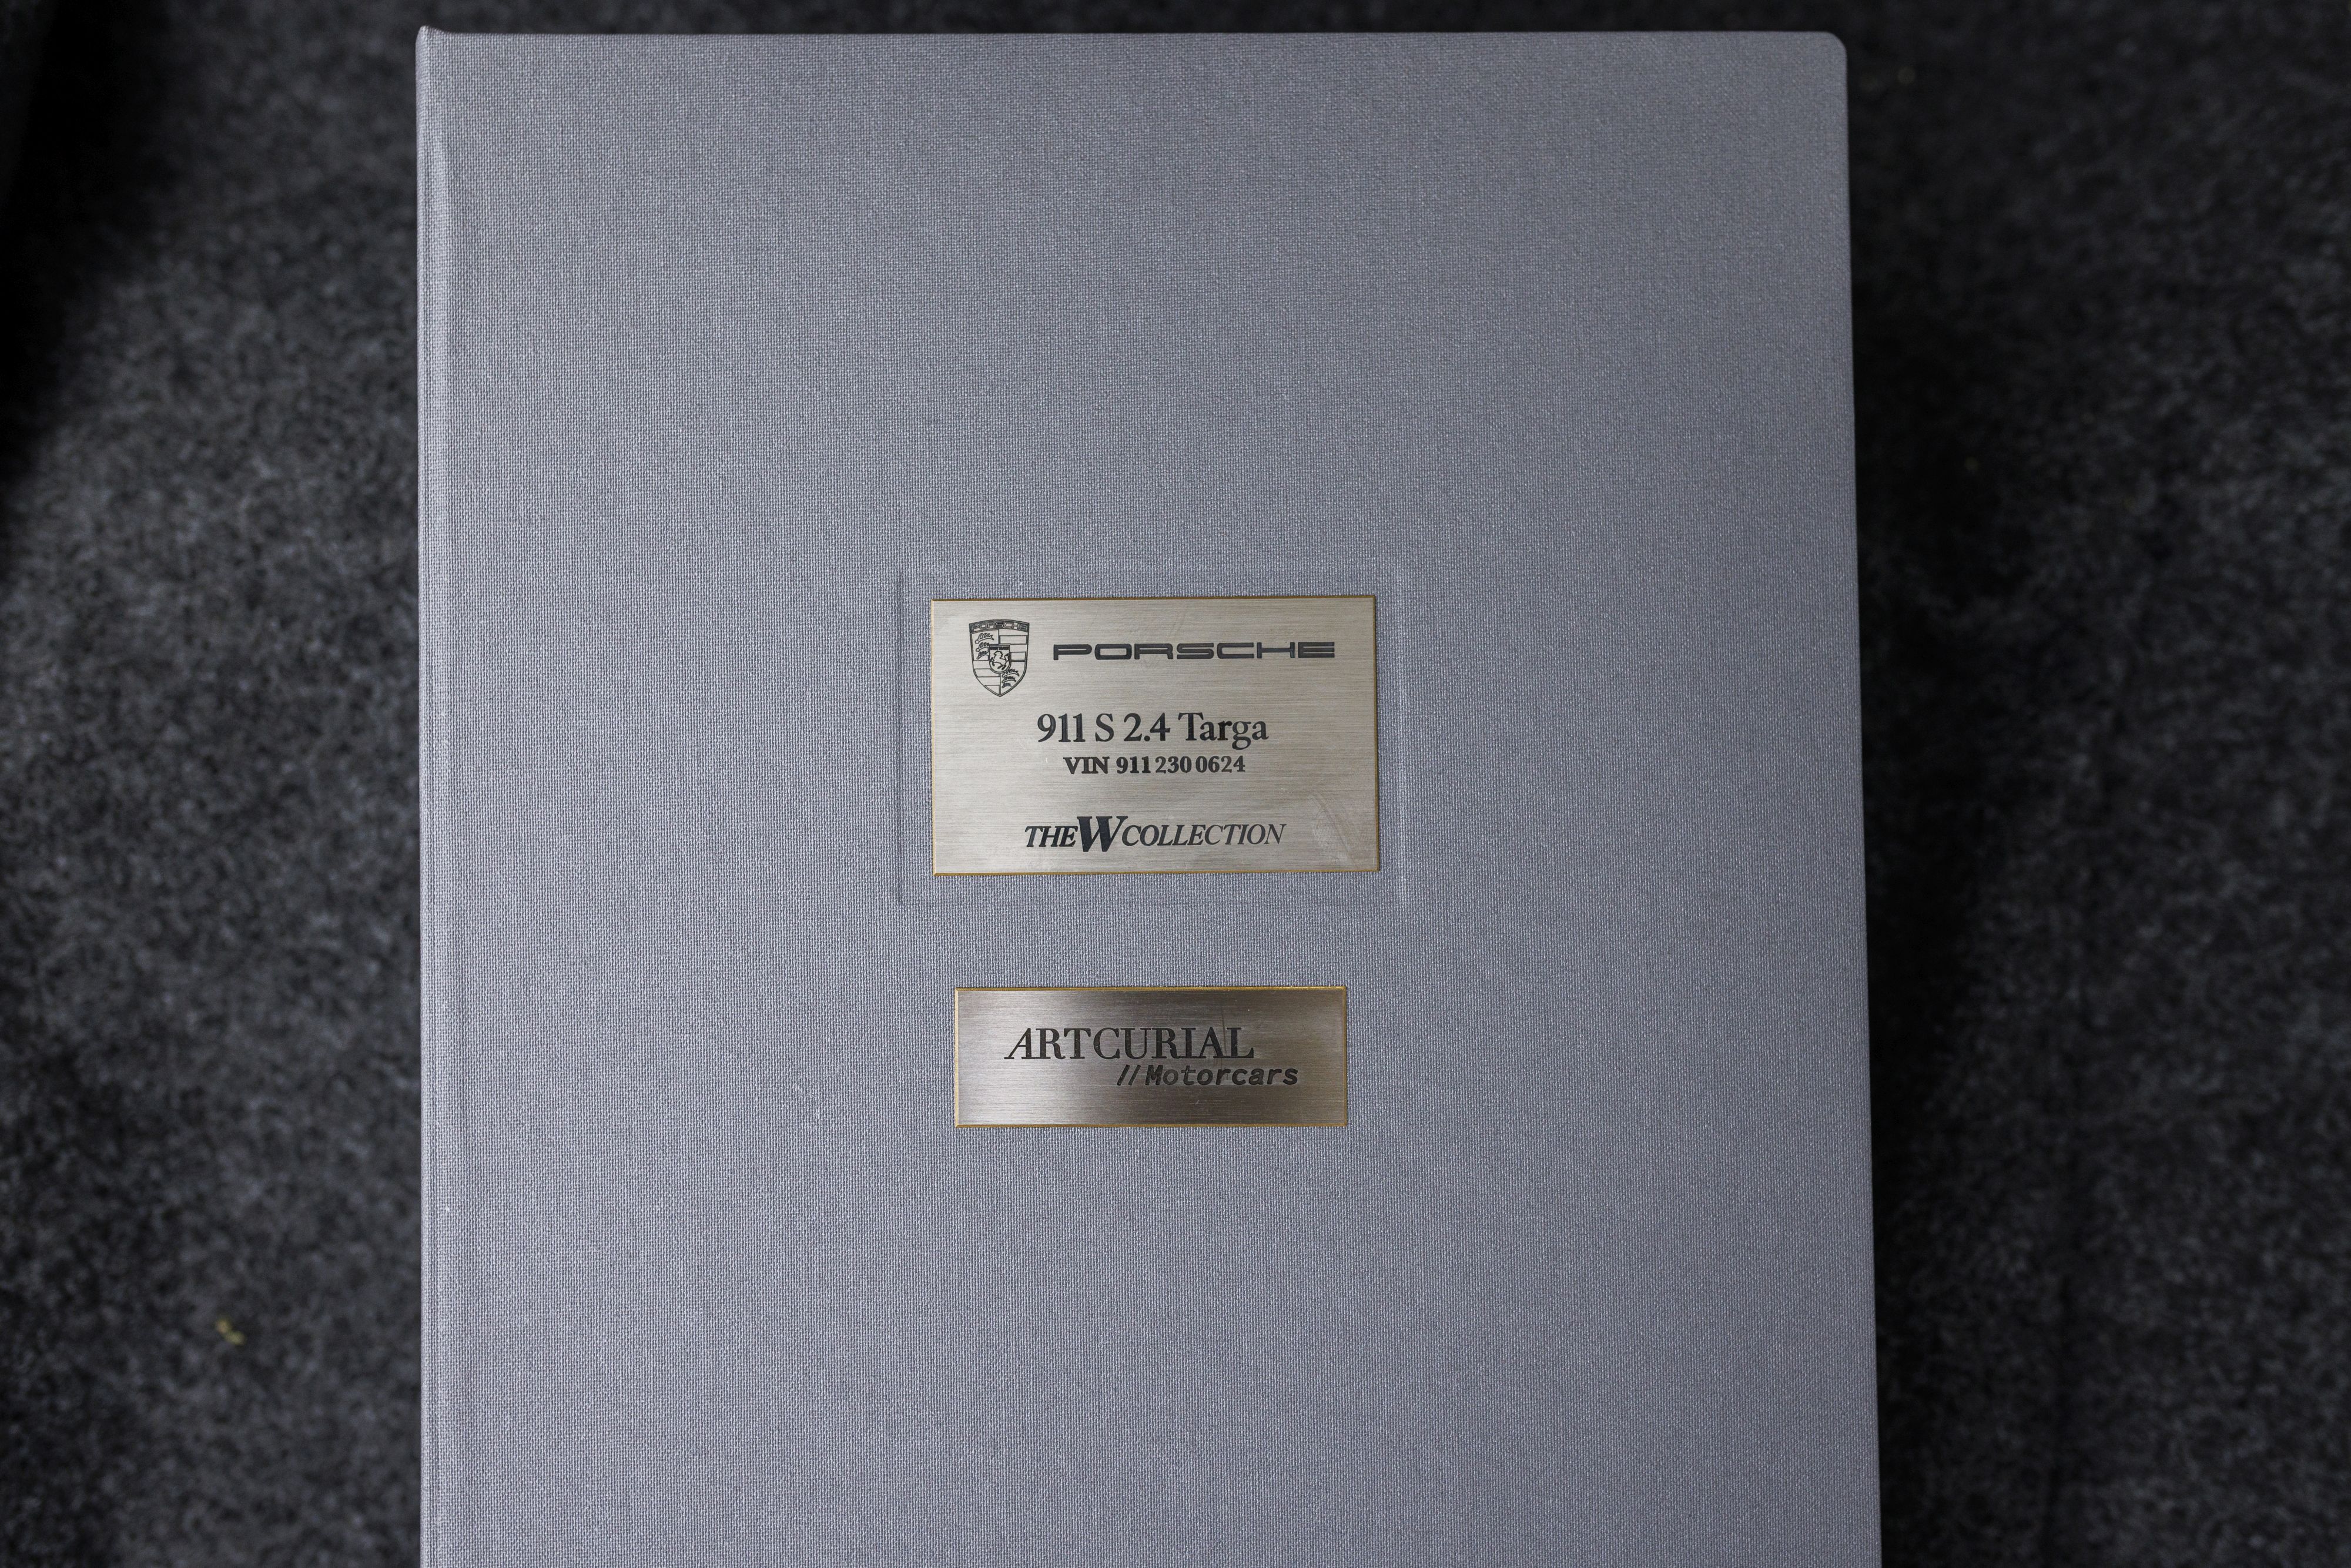 PORSCHE
911 S 2.4 Targa
VIN 911 230 0624
THE W COLLECTION
ARTCURIAL
//Motorcars